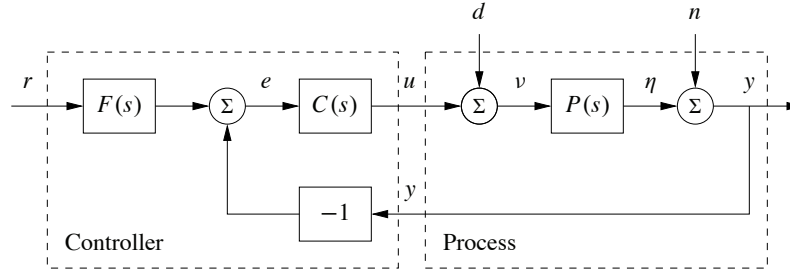 d
n
r
F(s)
Σ
e
C(s)
u
Σ
ν
P(s)
η
Σ
y
−1
y
Controller
Process